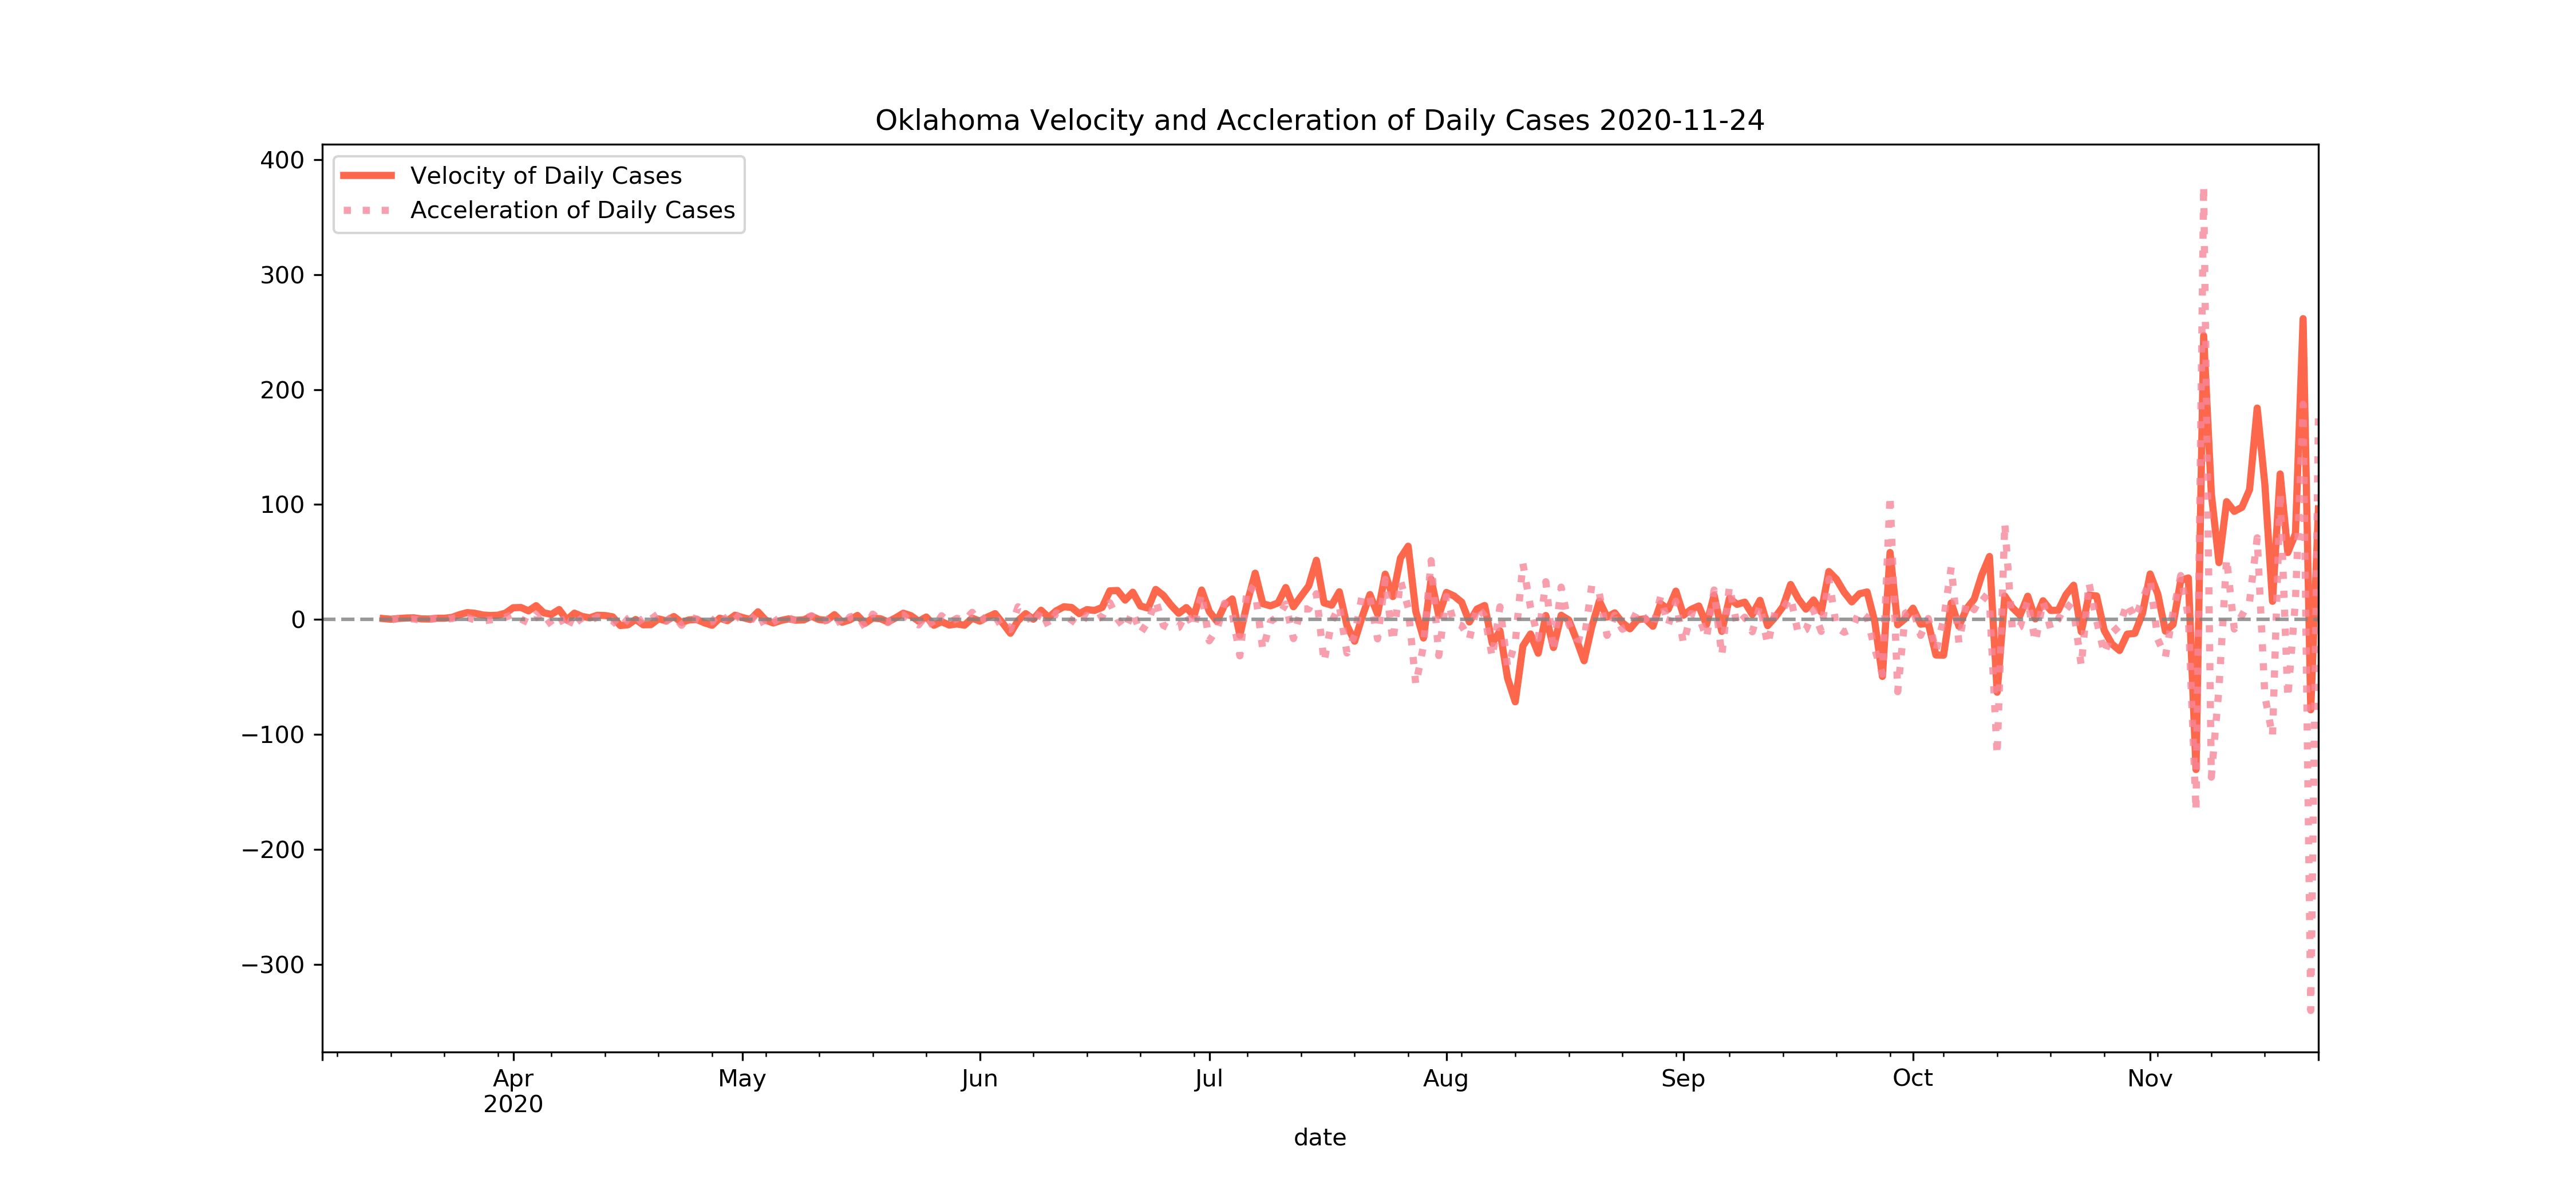 Oklahoma Velocity and Accleration of Daily Cases 2020-11-24
Velocity of Daily Cases
Acceleration of Daily Cases
400
300
200
100
0
−100
−200
−300
Apr
2020
May
Jun
Jul
Aug
Sep
Oct
Nov
date